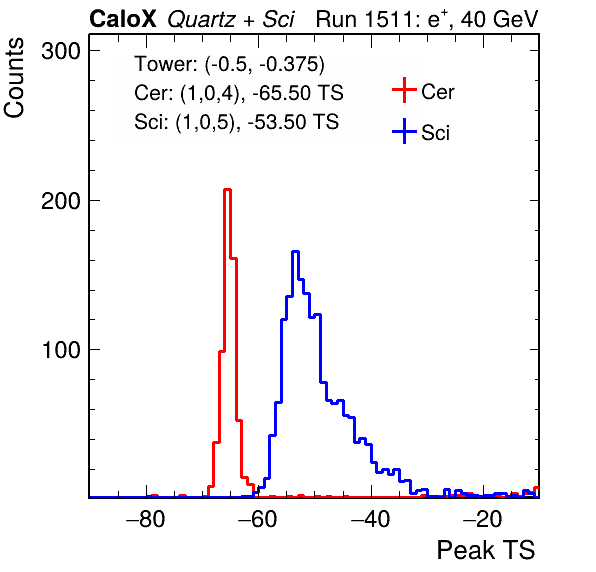 CaloX Quartz + Sci Run 1511: e⁺, 40 GeV
Counts
300
200
100
Tower: (-0.5, -0.375)
Cer: (1,0,4), -65.50 TS
Sci: (1,0,5), -53.50 TS
Cer
Sci
−80 −60 −40 −20
Peak TS